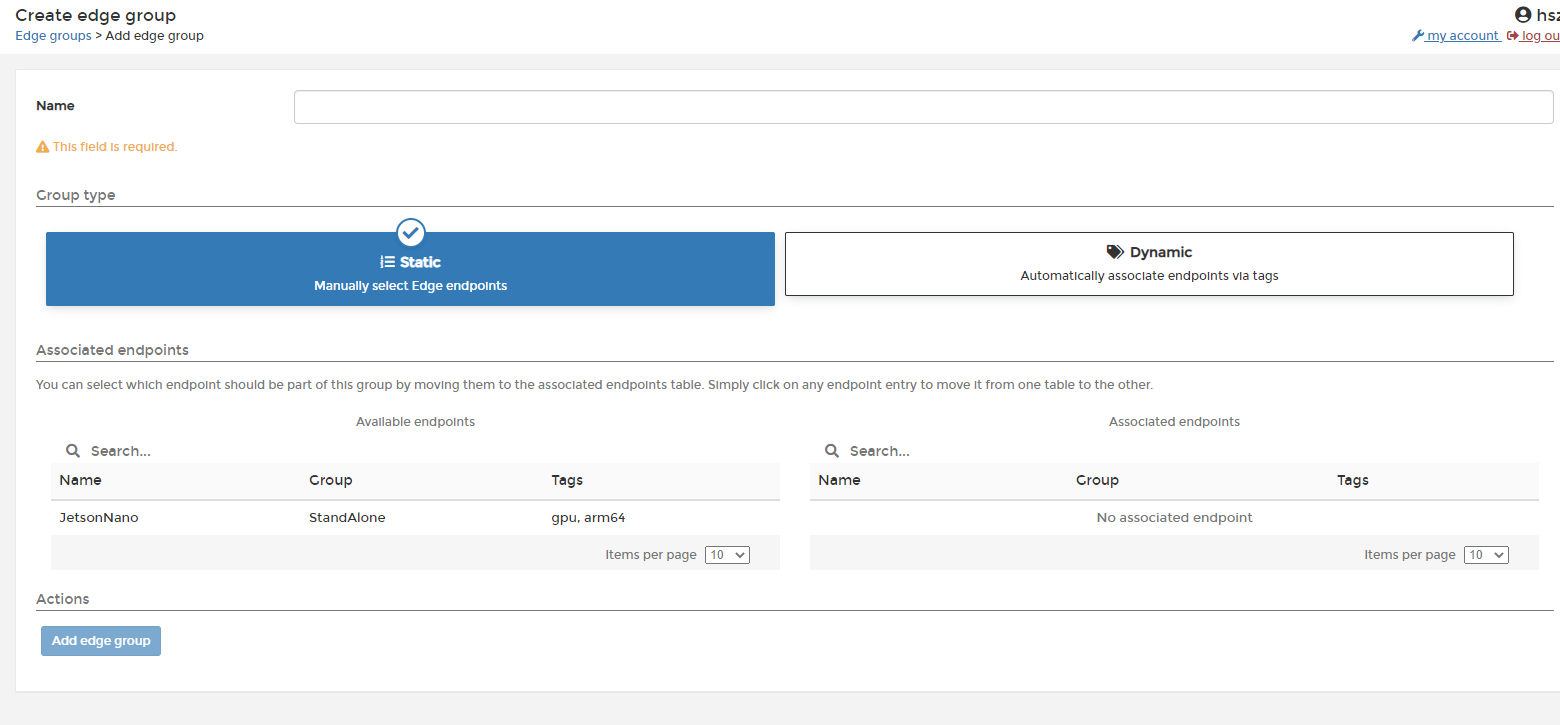 Create edge group
hsz
Edge groups > Add edge group
my account log ou
Name
This field is required.
Group type
Static
Manually select Edge endpoints
Dynamic
Automatically associate endpoints via tags
Associated endpoints
You can select which endpoint should be part of this group by moving them to the associated endpoints table. Simply click on any endpoint entry to move it from one table to the other.
Available endpoints
Search...
Name Group Tags
JetsonNano StandAlone gpu, arm64
Items per page 10
Associated endpoints
Search...
Name Group Tags
No associated endpoint
Items per page 10
Actions
Add edge group